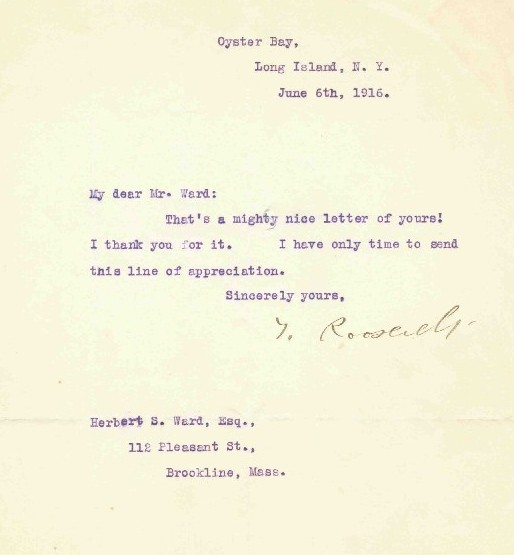 Oyster Bay,
Long Island, N. Y.
June 6th, 1916.
My dear Mr. Ward:
That's a mighty nice letter of yours!
I thank you for it. I have only time to send
this line of appreciation.
Sincerely yours,
T. Roosevelt
Herbert S. Ward, Esq.,
112 Pleasant St.,
Brookline, Mass.